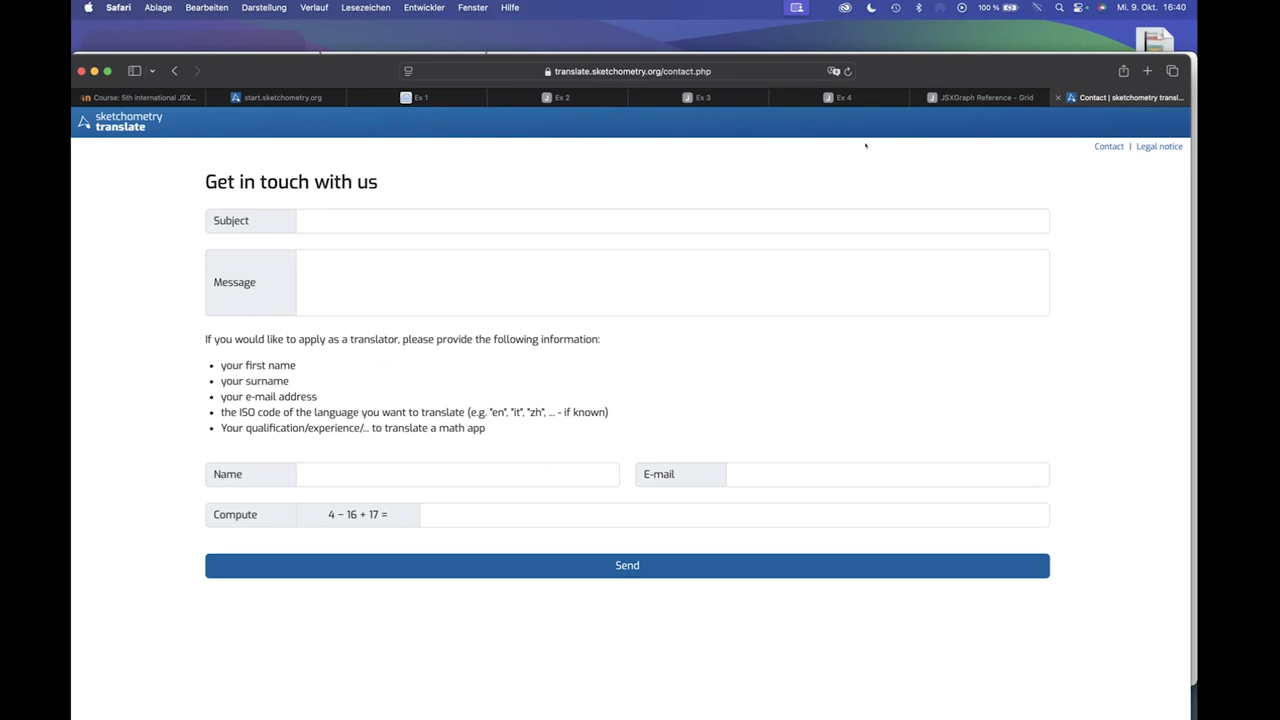 Safari Ablage Bearbeiten Darstellung Verlauf Lesezeichen Entwickler Fenster Hilfe 100 % Mi. 9. Okt. 16:40
translate.sketchometry.org/contact.php
Course: 5th international JSX... start.sketchometry.org Ex 1 Ex 2 Ex 3 Ex 4 JSXGraph Reference - Grid Contact | sketchometry transl...
sketchometry
translate
Contact | Legal notice
Get in touch with us
Subject
Message
If you would like to apply as a translator, please provide the following information:
• your first name
• your surname
• your e-mail address
• the ISO code of the language you want to translate (e.g. "en", "it", "zh", ... - if known)
• Your qualification/experience/... to translate a math app
Name E-mail
Compute 4 − 16 + 17 =
Send